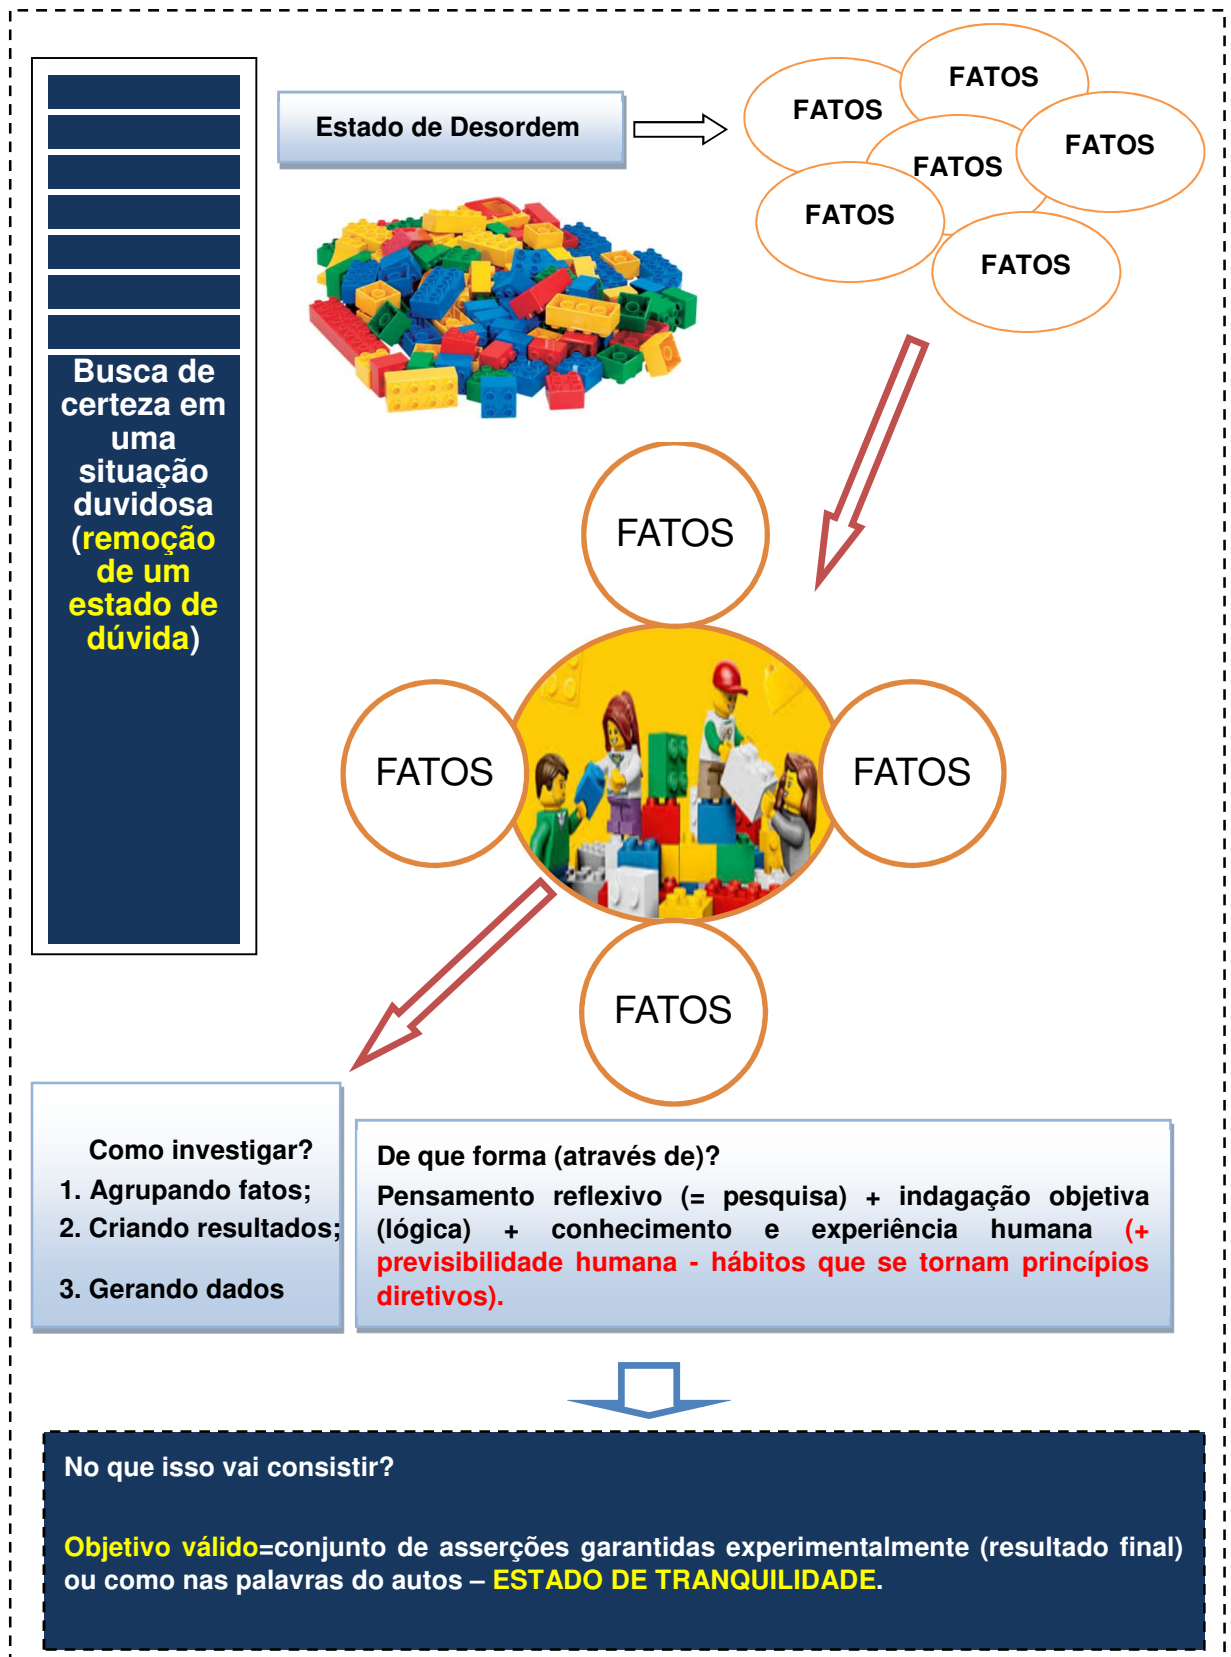 Estado de Desordem
FATOS
FATOS
FATOS
FATOS
FATOS
FATOS
Busca de
certeza em
uma
situação
duvidosa
(remoção
de um
estado de
dúvida)
FATOS
FATOS
FATOS
FATOS
Como investigar?
1. Agrupando fatos;
2. Criando resultados;
3. Gerando dados
De que forma (através de)?
Pensamento reflexivo (= pesquisa) + indagação objetiva
(lógica) + conhecimento e experiência humana (+
previsibilidade humana - hábitos que se tornam princípios
diretivos).
No que isso vai consistir?
Objetivo válido=conjunto de asserções garantidas experimentalmente (resultado final)
ou como nas palavras do autos – ESTADO DE TRANQUILIDADE.